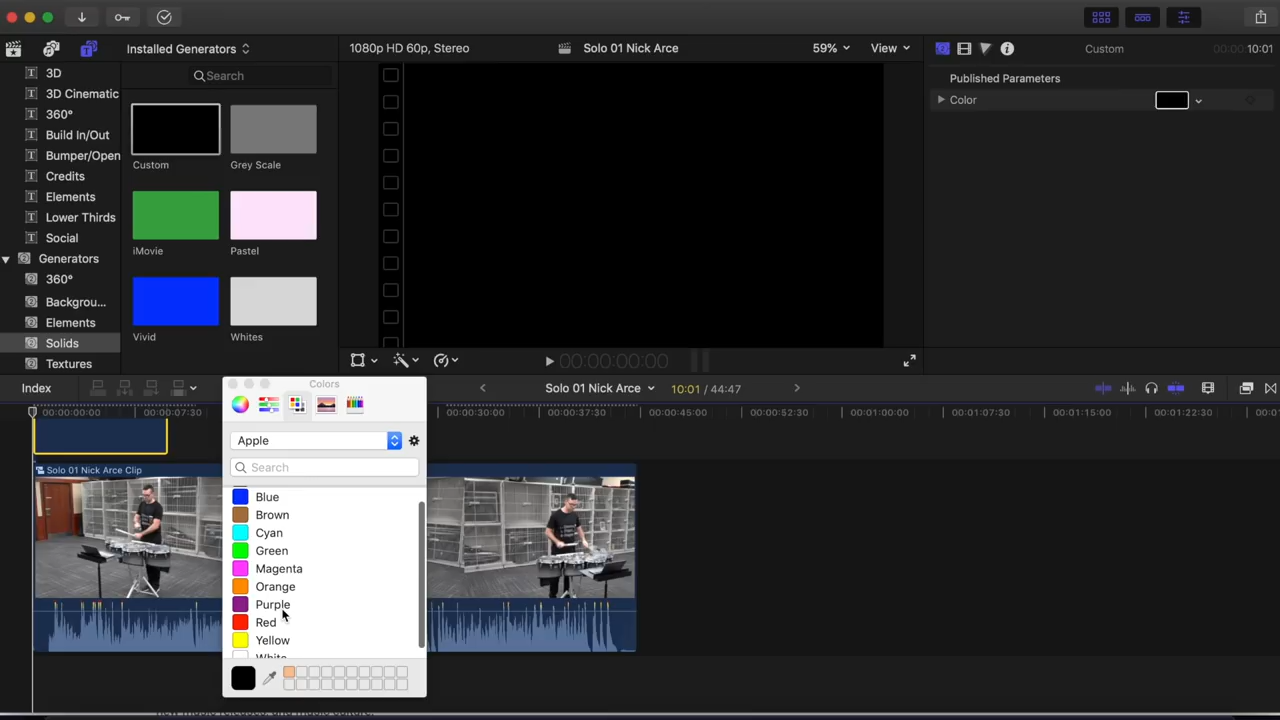 Installed Generators
1080p HD 60p, Stereo
Solo 01 Nick Arce
59%
View
Custom
10:01
3D
3D Cinematic
360°
Build In/Out
Bumper/Open
Credits
Elements
Lower Thirds
Social
Generators
360°
Backgrou...
Elements
Solids
Textures
Search
Custom
Grey Scale
iMovie
Pastel
Vivid
Whites
Published Parameters
Color
00:00:00:00
Index
Solo 01 Nick Arce
10:01 / 44:47
00:00:00:00
00:00:07:30
00:00:30:00
00:00:37:30
00:00:45:00
00:00:52:30
00:01:00:00
00:01:07:30
00:01:15:00
00:01:22:30
Solo 01 Nick Arce Clip
Colors
Apple
Search
Blue
Brown
Cyan
Green
Magenta
Orange
Purple
Red
Yellow
White
new music releases, and music culture.